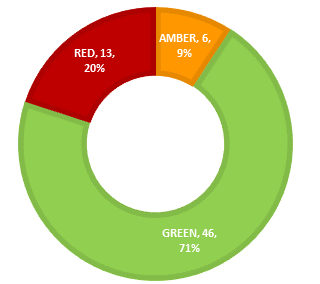 AMBER, 6,
9%
RED, 13,
20%
GREEN, 46,
71%